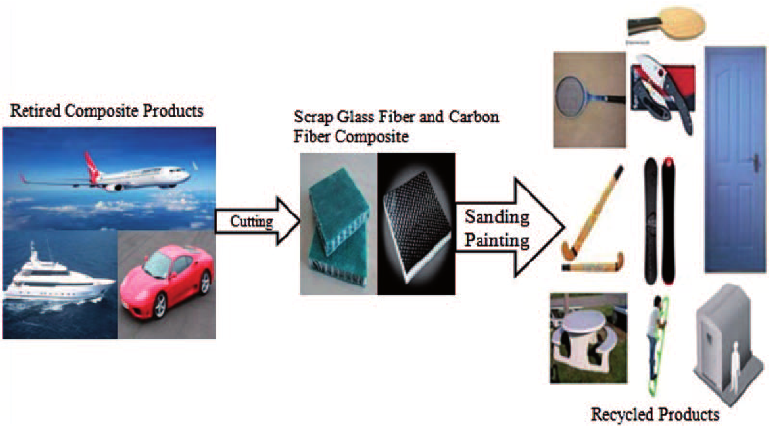 Retired Composite Products
Cutting
Scrap Glass Fiber and Carbon
Fiber Composite
Sanding
Painting
Recycled Products